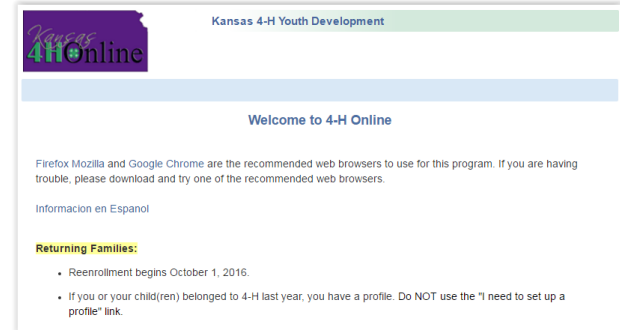 Kansas 4-H Youth Development
Kansas
4HOnline
Welcome to 4-H Online
Firefox Mozilla and Google Chrome are the recommended web browsers to use for this program. If you are having
trouble, please download and try one of the recommended web browsers.
Informacion en Espanol
Returning Families:
• Reenrollment begins October 1, 2016.
• If you or your child(ren) belonged to 4-H last year, you have a profile. Do NOT use the "I need to set up a
profile" link.